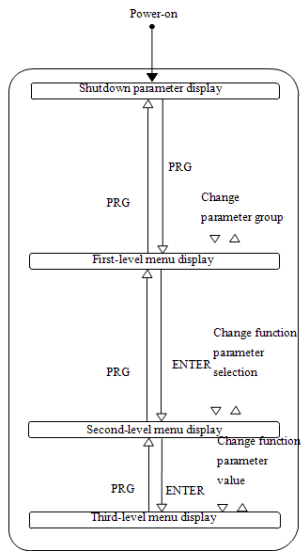 Power-on
Shutdown parameter display
PRG
Change
PRG
parameter group
First-level menu display
Change function
parameter
ENTER
selection
PRG
Second-level menu display
Change function
parameter
PRG
ENTER
value
Third-level menu display